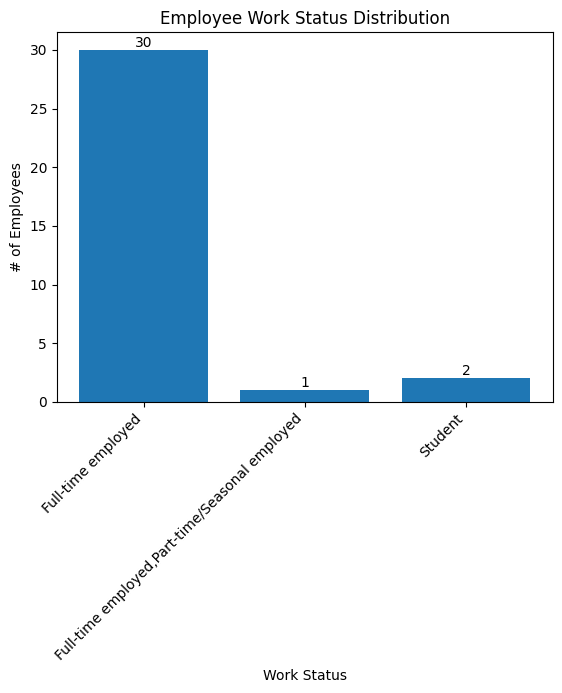 Employee Work Status Distribution
# of Employees
30
25
20
15
10
5
0
30
1
2
Full-time employed
Full-time employed,Part-time/Seasonal employed
Student
Work Status